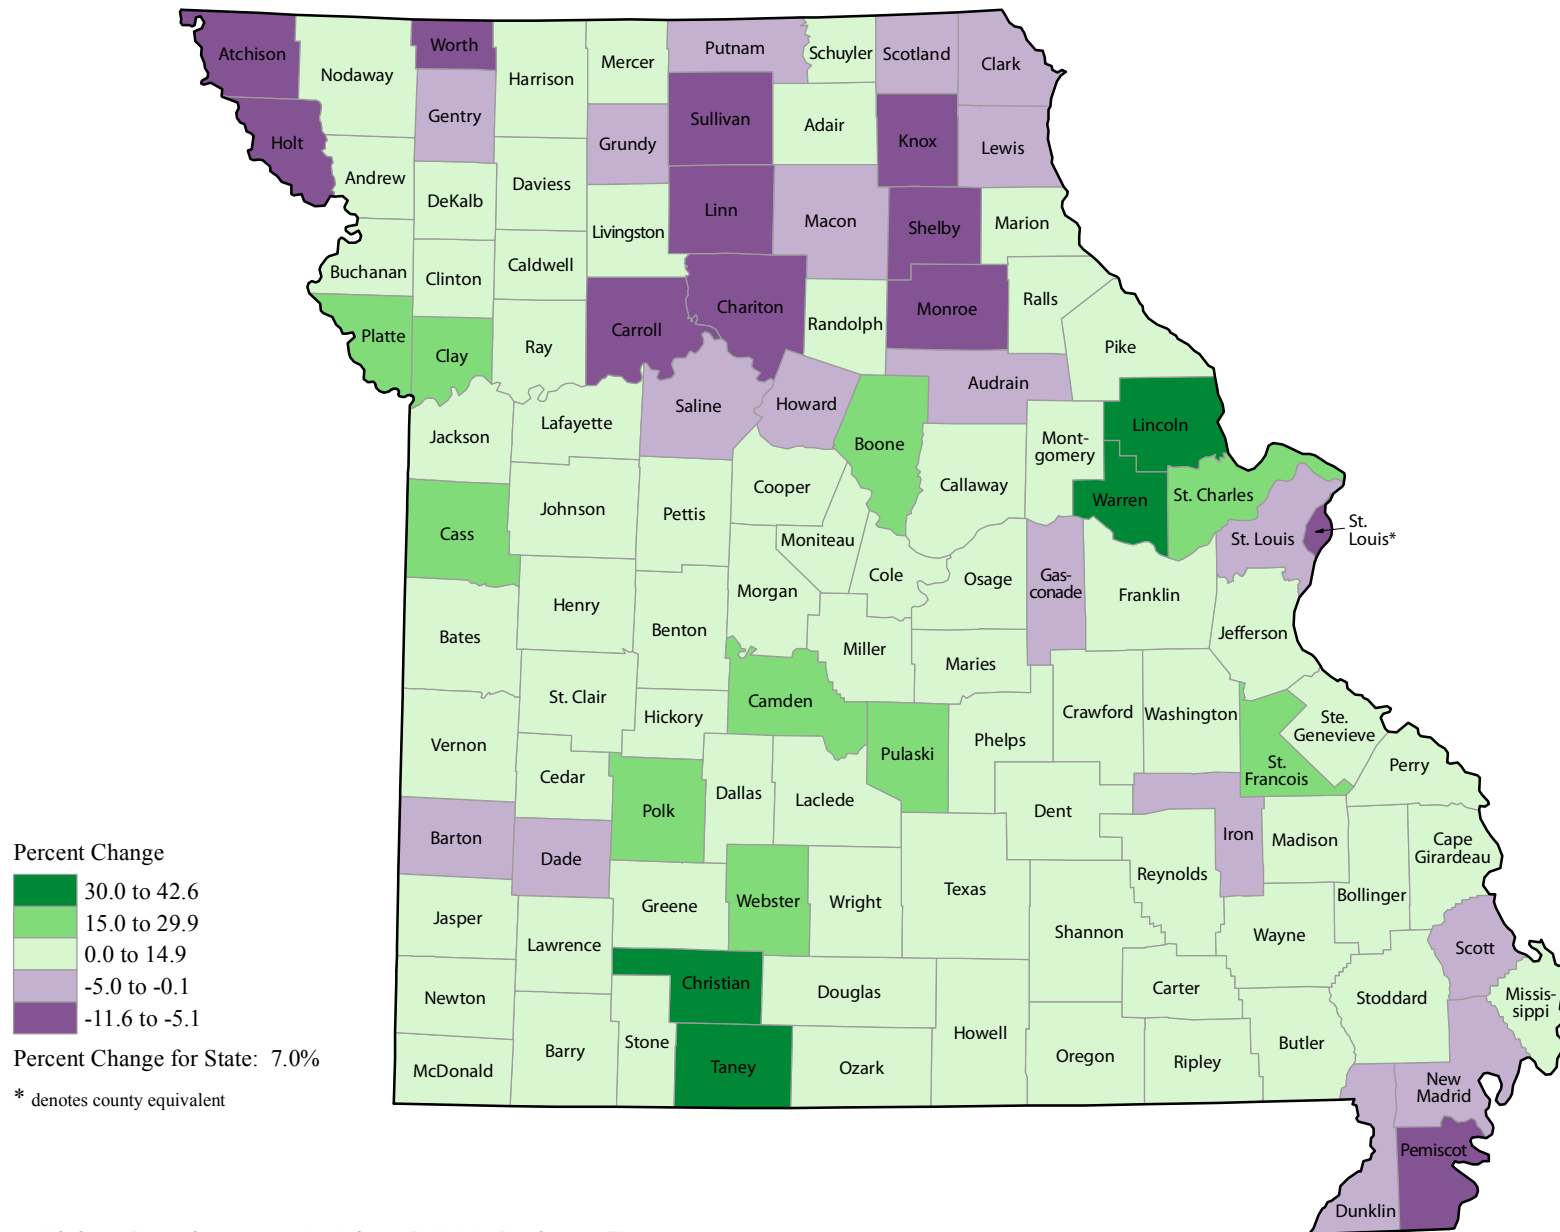 Atchison
Worth
Nodaway
Harrison
Mercer
Putnam
Schuyler
Scotland
Clark
Gentry
Sullivan
Adair
Knox
Lewis
Holt
Grundy
Andrew
DeKalb
Daviess
Linn
Macon
Shelby
Marion
Livingston
Buchanan
Clinton
Caldwell
Chariton
Monroe
Ralls
Randolph
Carroll
Platte
Clay
Ray
Pike
Audrain
Saline
Howard
Jackson
Lafayette
Boone
Mont-
gomery
Lincoln
Callaway
Warren
St. Charles
Cooper
Johnson
Pettis
Cass
Moniteau
St. Louis
St.
Louis*
Cole
Osage
Gas-
conade
Franklin
Morgan
Henry
Benton
Bates
Miller
Maries
Jefferson
St. Clair
Camden
Hickory
Crawford
Washington
Ste.
Genevieve
Vernon
Pulaski
Phelps
St.
Francois
Perry
Cedar
Polk
Dallas
Laclede
Dent
Barton
Dade
Iron
Madison
Cape
Girardeau
Reynolds
Bollinger
Jasper
Greene
Webster
Wright
Texas
Lawrence
Shannon
Wayne
Scott
Christian
Newton
Douglas
Carter
Stoddard
Missis-
sippi
Howell
Stone
Barry
McDonald
Taney
Ozark
Oregon
Ripley
Butler
New
Madrid
Pemiscot
Dunklin
Percent Change
30.0 to 42.6
15.0 to 29.9
0.0 to 14.9
-5.0 to -0.1
-11.6 to -5.1
Percent Change for State: 7.0%
* denotes county equivalent